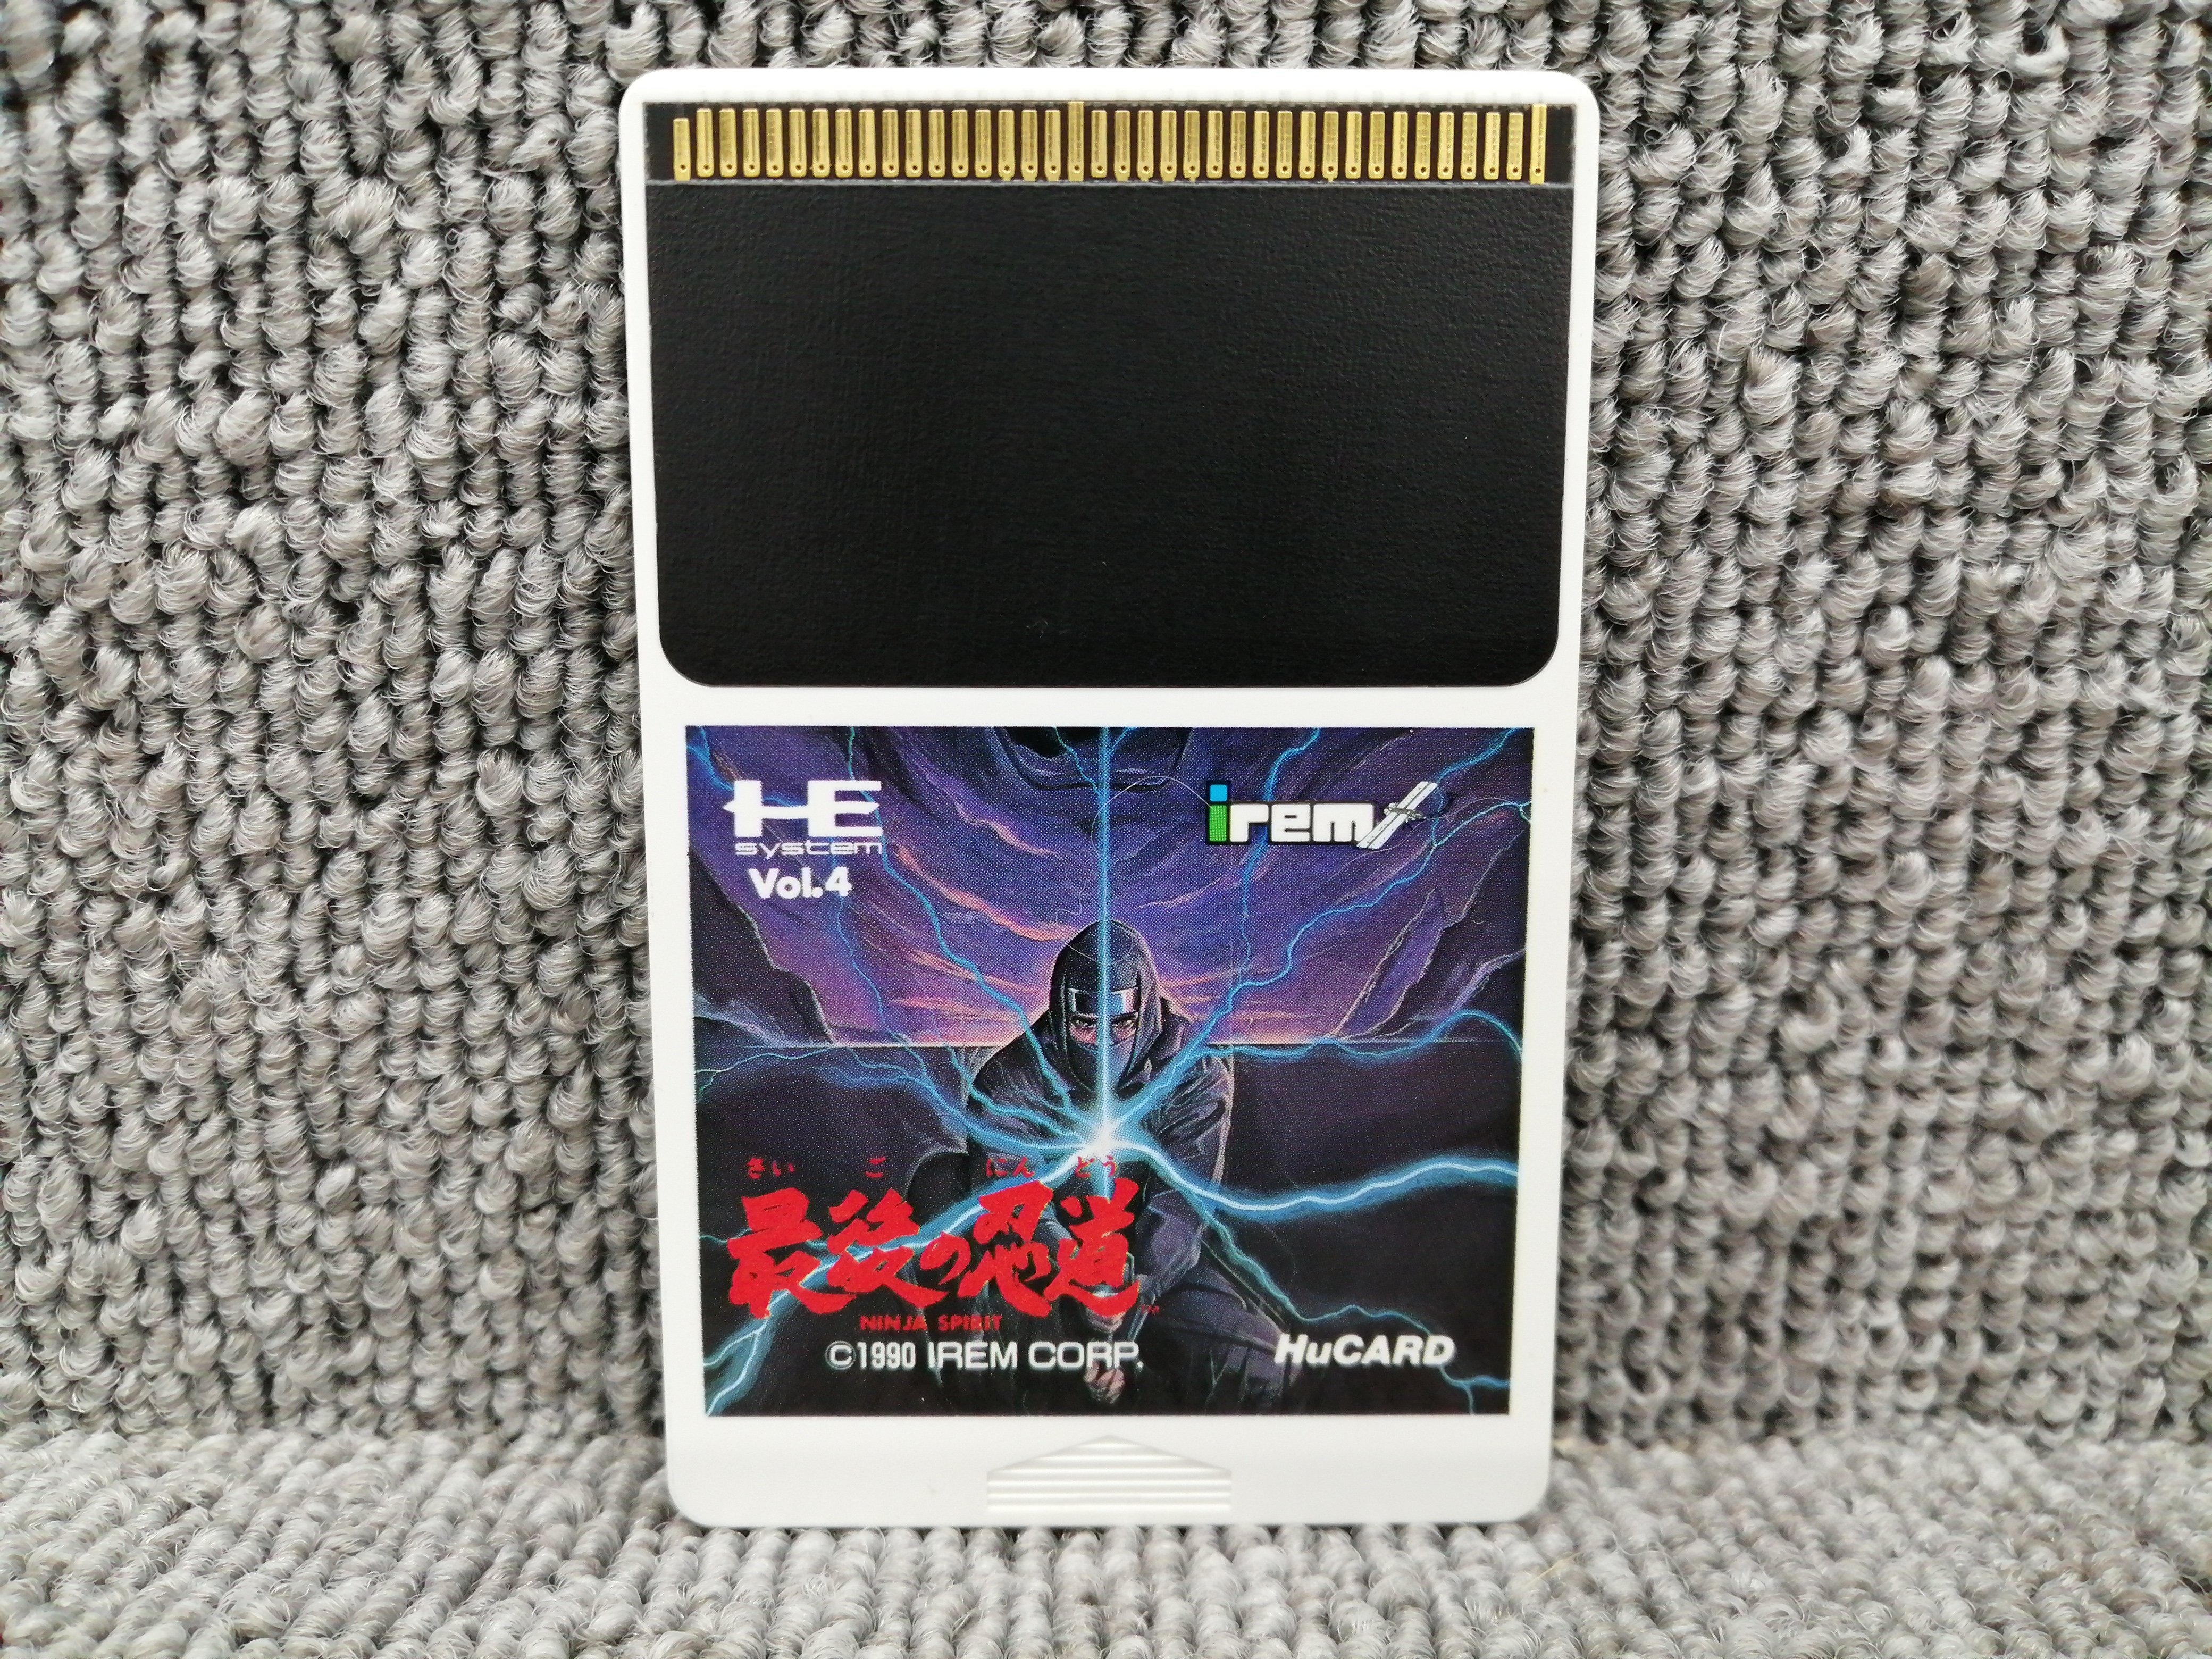 HE
system
Vol.4
irem
さい ご にん どう
最後の忍道
TM
NINJA SPIRIT
©1990 IREM CORP.
HuCARD